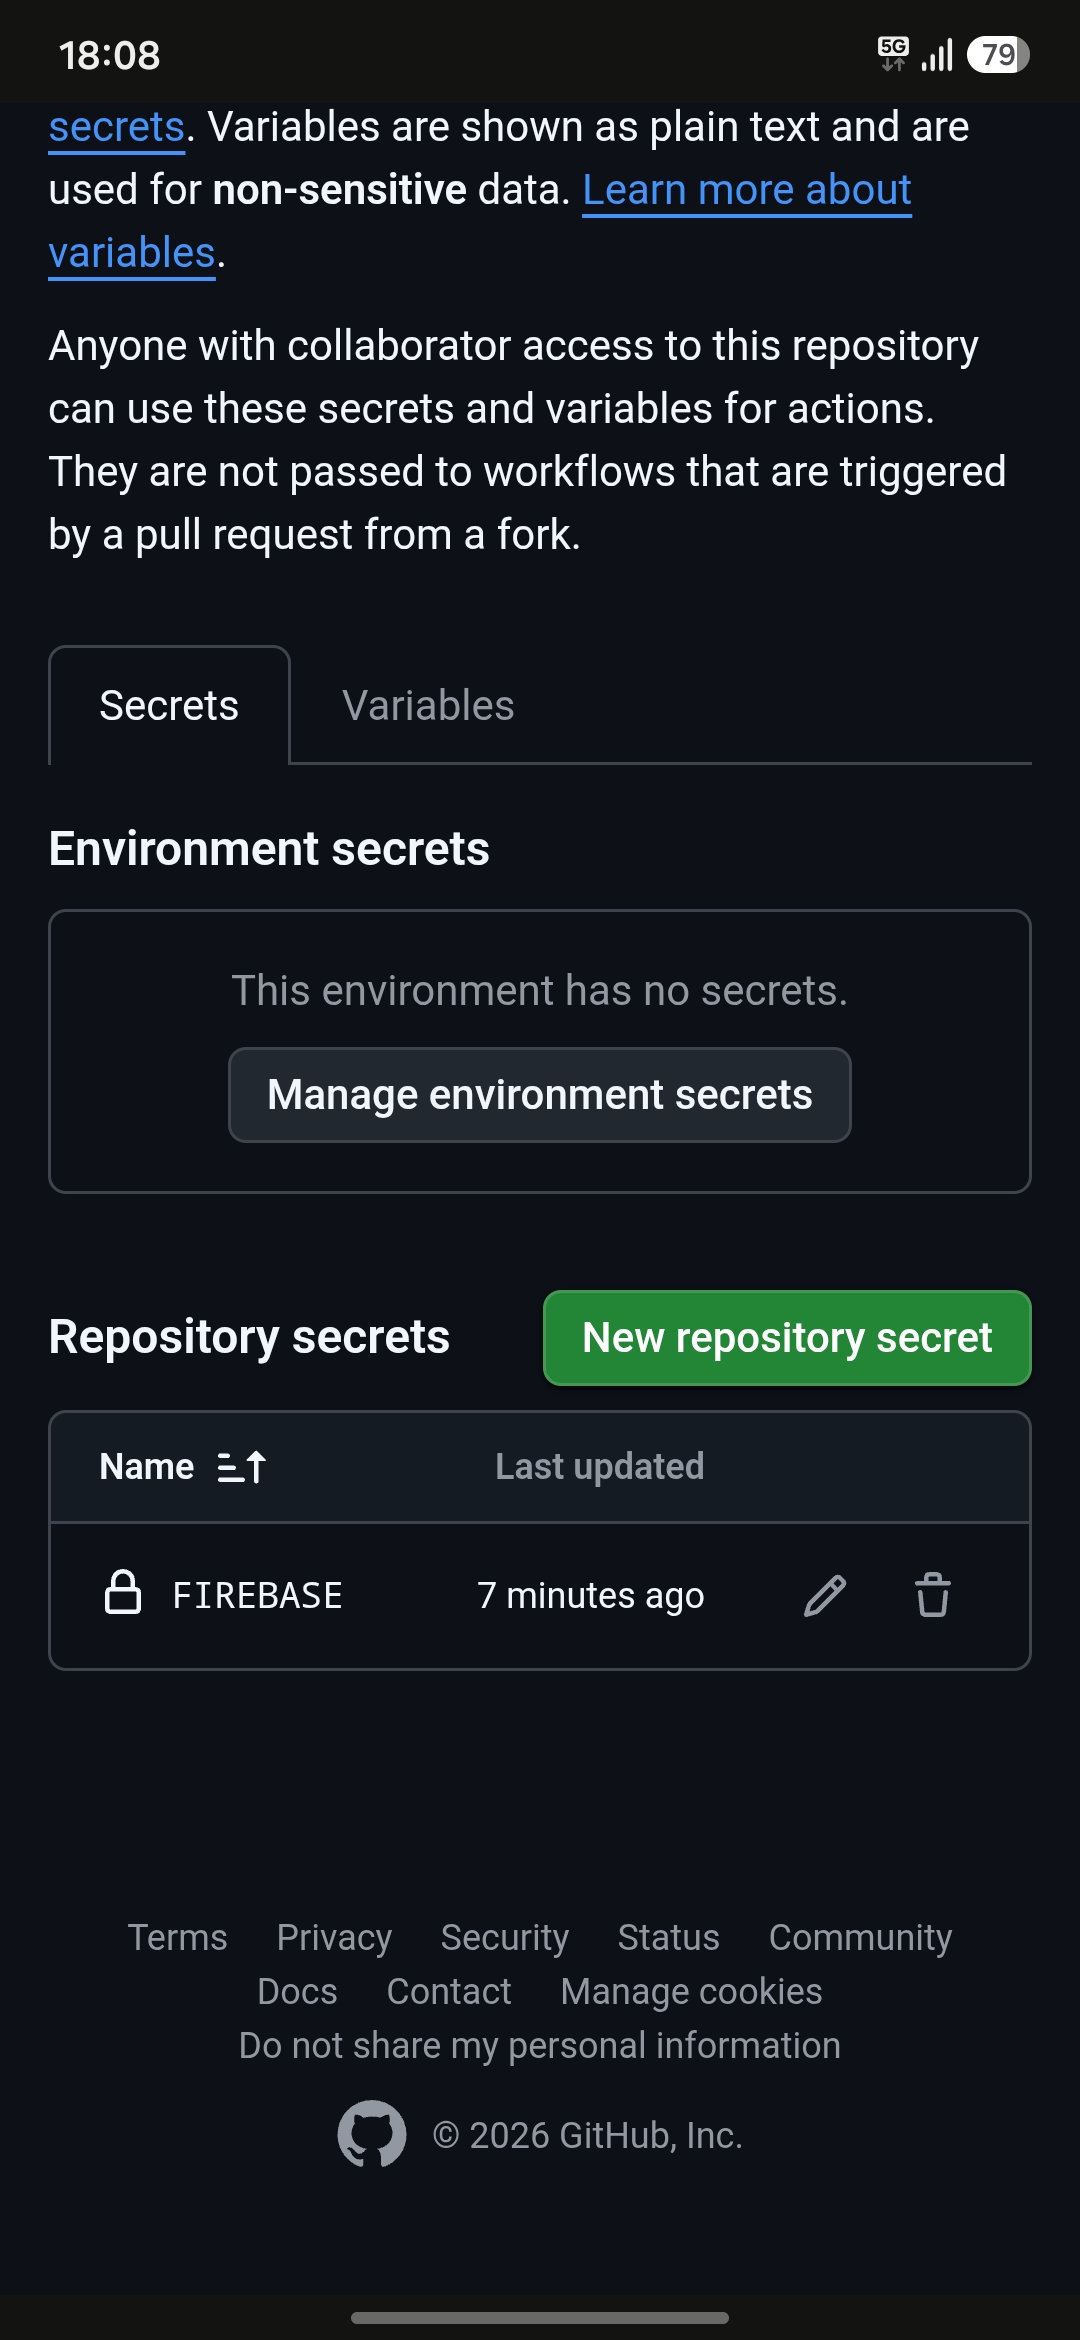 18:08
5G
79
secrets. Variables are shown as plain text and are
used for non-sensitive data. Learn more about
variables.
Anyone with collaborator access to this repository
can use these secrets and variables for actions.
They are not passed to workflows that are triggered
by a pull request from a fork.
Secrets Variables
Environment secrets
This environment has no secrets.
Manage environment secrets
Repository secrets New repository secret
Name Last updated
FIREBASE 7 minutes ago
Terms Privacy Security Status Community
Docs Contact Manage cookies
Do not share my personal information
© 2026 GitHub, Inc.